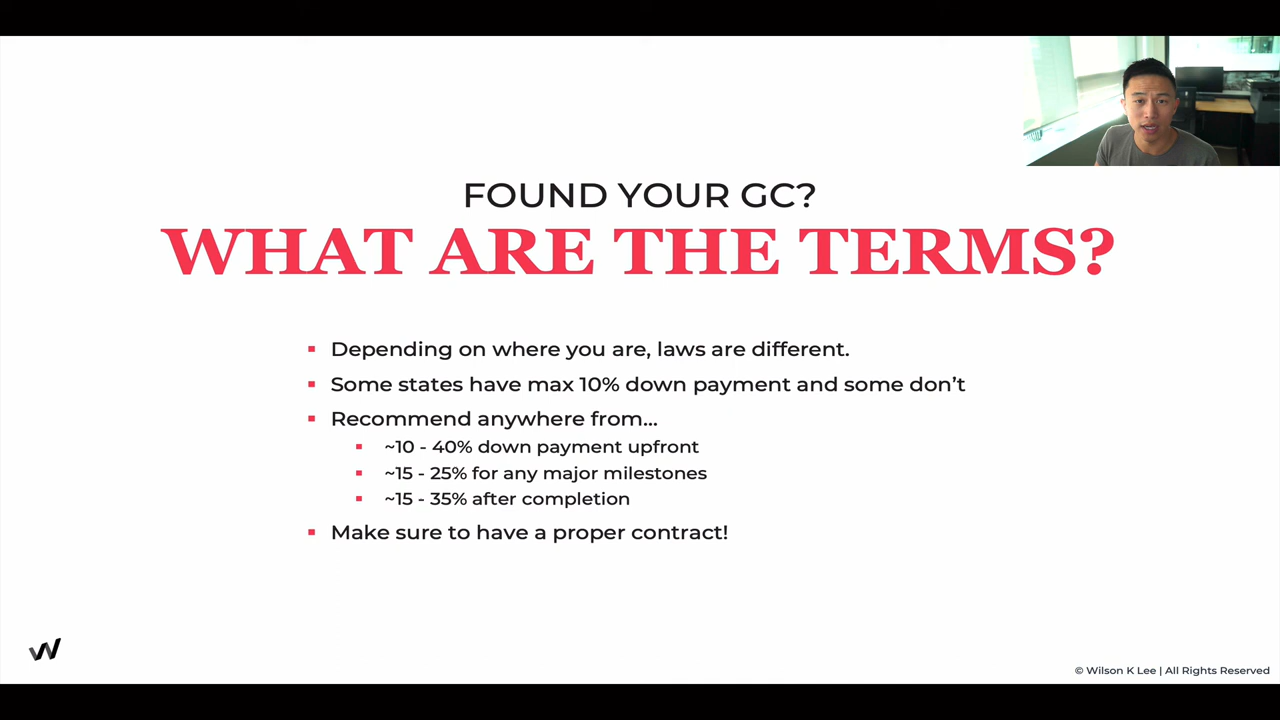 FOUND YOUR GC?
WHAT ARE THE TERMS?
▪ Depending on where you are, laws are different.
▪ Some states have max 10% down payment and some don’t
▪ Recommend anywhere from...
▪ ~10 - 40% down payment upfront
▪ ~15 - 25% for any major milestones
▪ ~15 - 35% after completion
▪ Make sure to have a proper contract!
© Wilson K Lee | All Rights Reserved